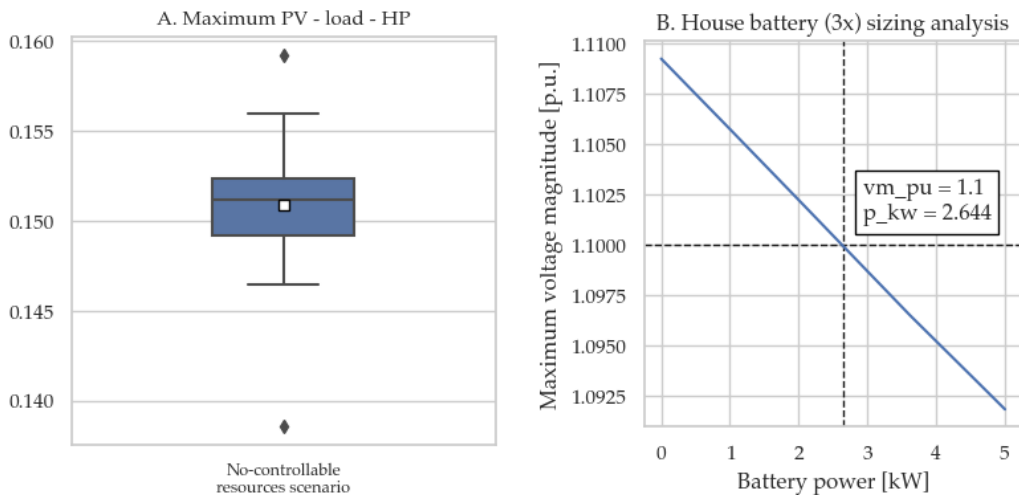 A. Maximum PV - load - HP
0.160
0.155
0.150
0.145
0.140
No-controllable
resources scenario
B. House battery (3x) sizing analysis
Maximum voltage magnitude [p.u.]
1.1100
1.1075
1.1050
1.1025
1.1000
1.0975
1.0950
1.0925
vm_pu = 1.1
p_kw = 2.644
0 1 2 3 4 5
Battery power [kW]